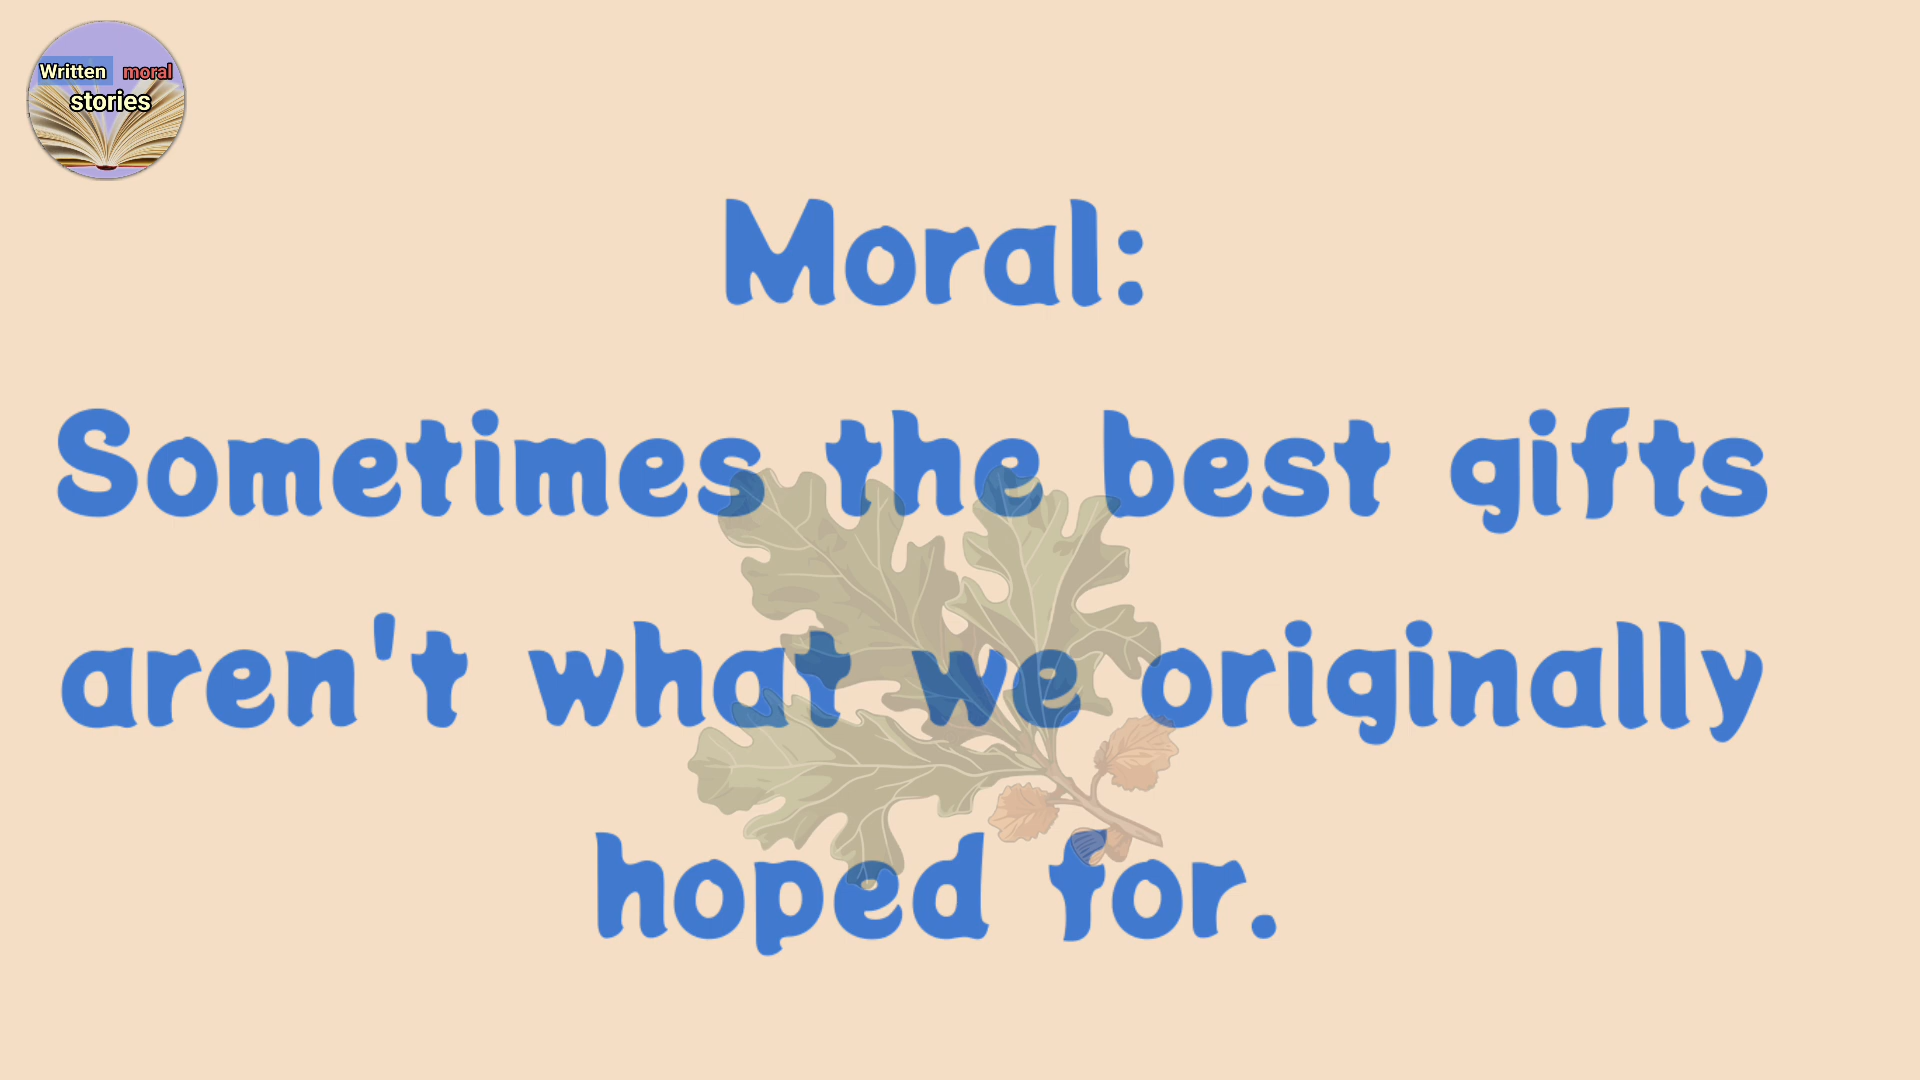 Written moral
stories
Moral:
Sometimes the best gifts
aren't what we originally
hoped for.